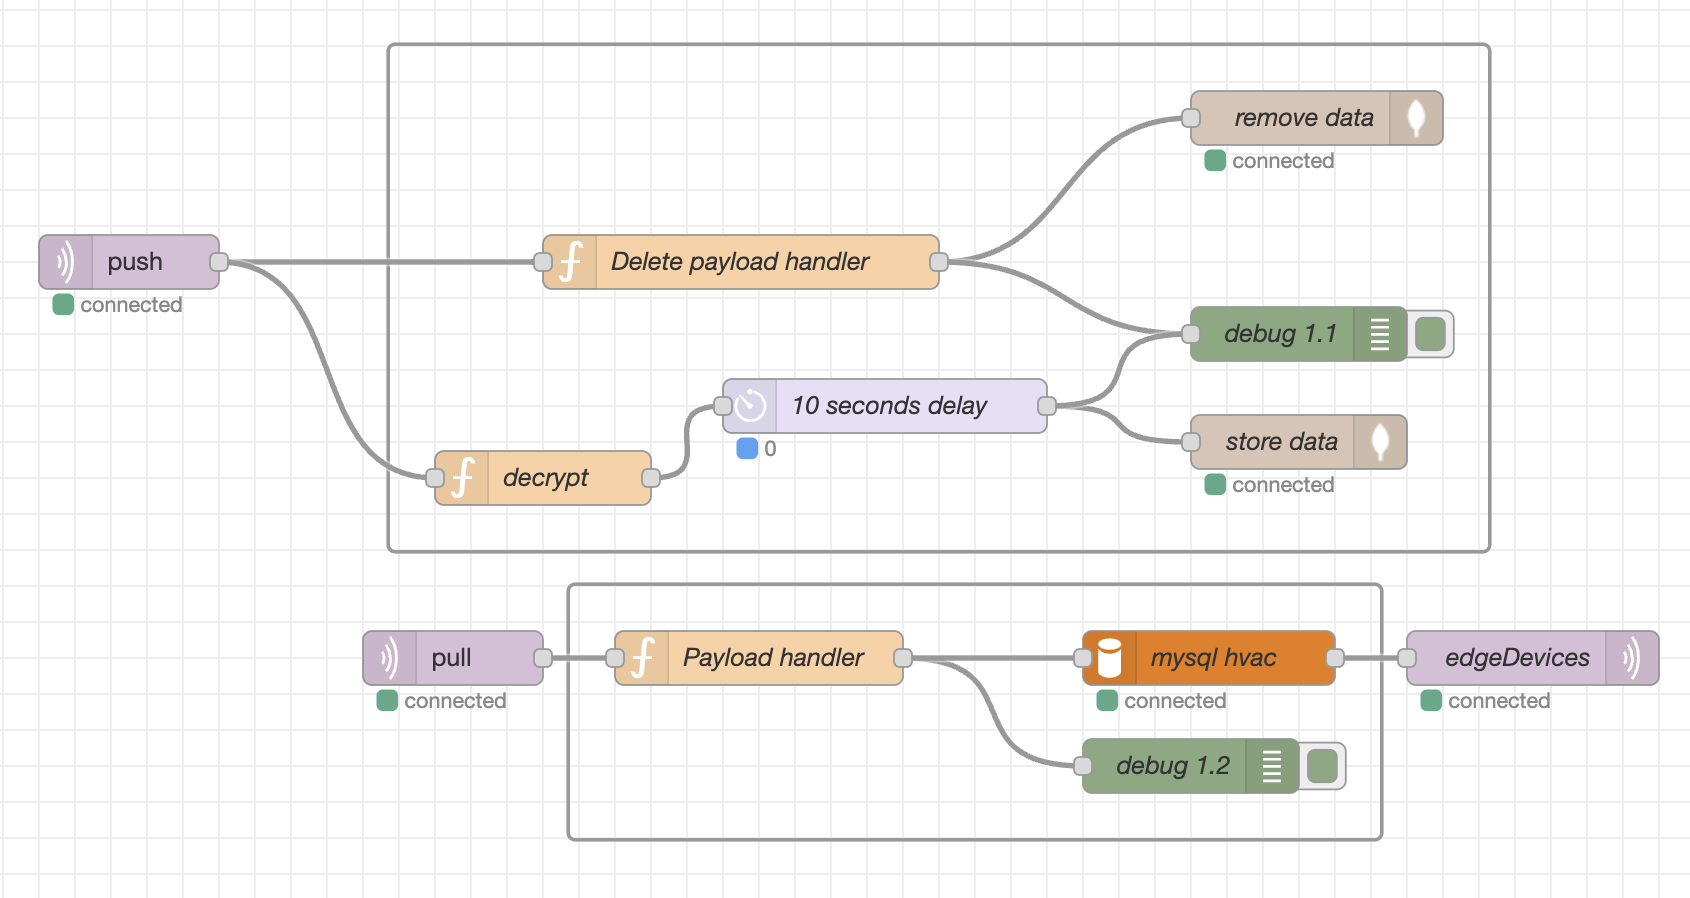 remove data
connected
push
connected
Delete payload handler
debug 1.1
10 seconds delay
0
store data
connected
decrypt
pull
connected
Payload handler
mysql hvac
connected
edgeDevices
connected
debug 1.2